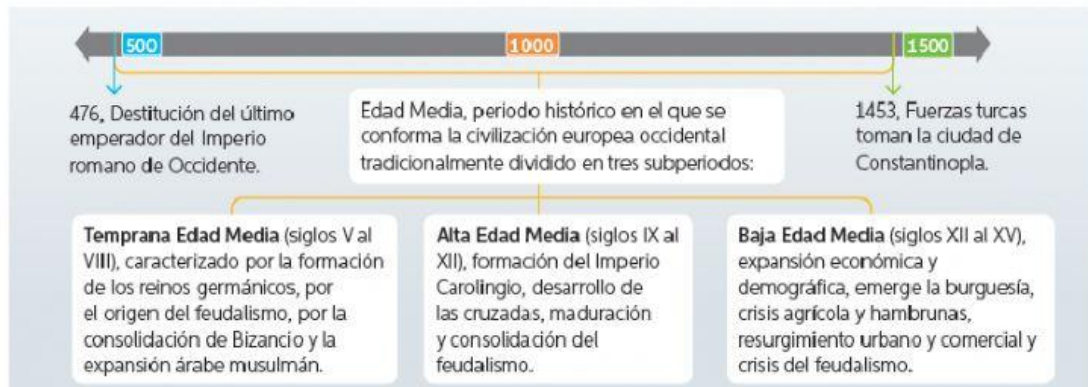 500
1000
1500
476, Destitución del último
emperador del Imperio
romano de Occidente.
Edad Media, periodo histórico en el que se
conforma la civilización europea occidental
tradicionalmente dividido en tres subperiodos:
1453, Fuerzas turcas
toman la ciudad de
Constantinopla.
Temprana Edad Media (siglos V al
VIII), caracterizado por la formación
de los reinos germánicos, por
el origen del feudalismo, por la
consolidación de Bizancio y la
expansión árabe musulmán.
Alta Edad Media (siglos IX al
XII), formación del Imperio
Carolingio, desarrollo de
las cruzadas, maduración
y consolidación del
feudalismo.
Baja Edad Media (siglos XII al XV),
expansión económica y
demográfica, emerge la burguesía,
crisis agrícola y hambrunas,
resurgimiento urbano y comercial y
crisis del feudalismo.